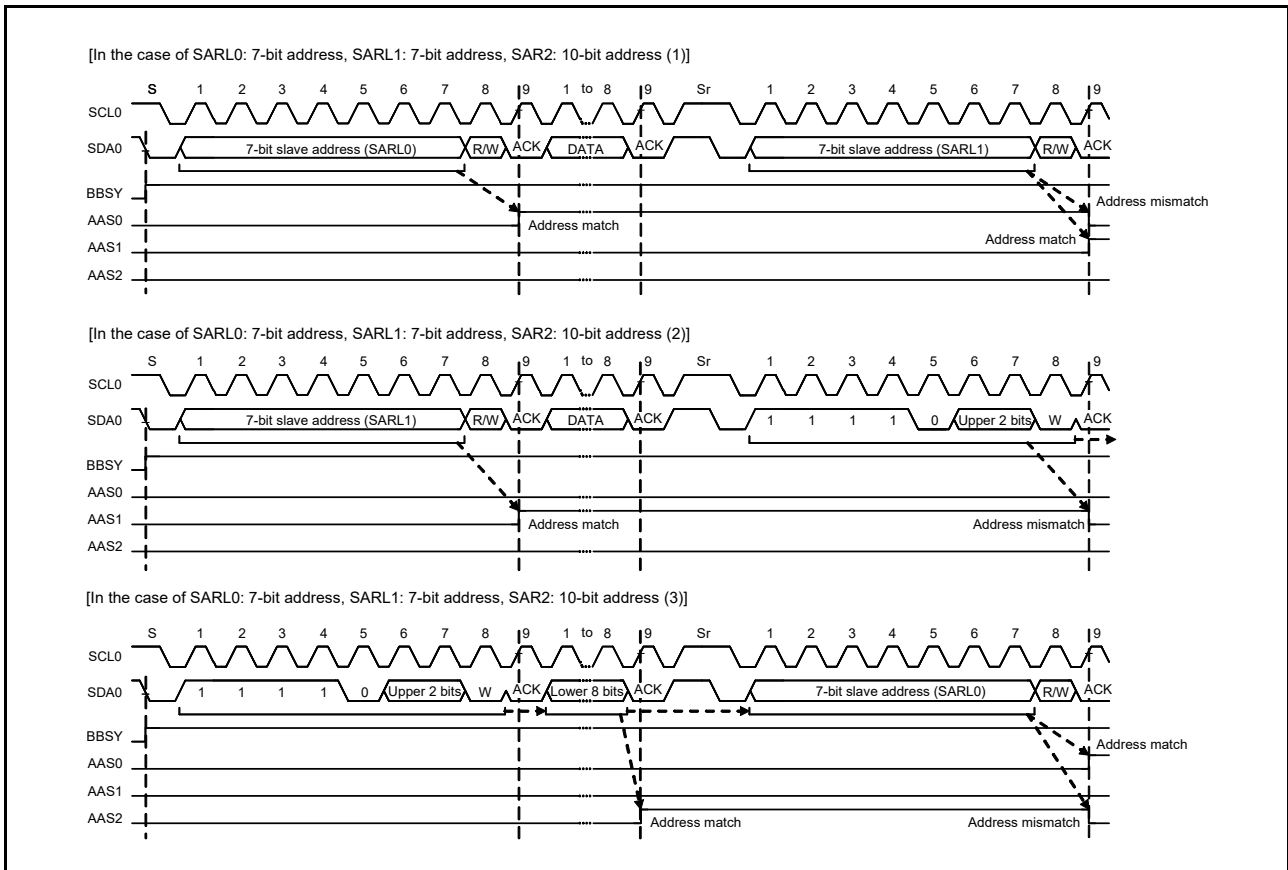 [In the case of SARL0: 7-bit address, SARL1: 7-bit address, SAR2: 10-bit address (1)]
S 1 2 3 4 5 6 7 8 9 1 to 8 9 Sr 1 2 3 4 5 6 7 8 9
SCL0
SDA0 7-bit slave address (SARL0) R/W ACK DATA ACK 7-bit slave address (SARL1) R/W ACK
BBSY
Address mismatch
AAS0 Address match
Address match
AAS1
AAS2
[In the case of SARL0: 7-bit address, SARL1: 7-bit address, SAR2: 10-bit address (2)]
S 1 2 3 4 5 6 7 8 9 1 to 8 9 Sr 1 2 3 4 5 6 7 8 9
SCL0
SDA0 7-bit slave address (SARL1) R/W ACK DATA ACK 1 1 1 1 0 Upper 2 bits W ACK
BBSY
AAS0
AAS1 Address match Address mismatch
AAS2
[In the case of SARL0: 7-bit address, SARL1: 7-bit address, SAR2: 10-bit address (3)]
S 1 2 3 4 5 6 7 8 9 1 to 8 9 Sr 1 2 3 4 5 6 7 8 9
SCL0
SDA0 1 1 1 1 0 Upper 2 bits W ACK Lower 8 bits ACK 7-bit slave address (SARL0) R/W ACK
BBSY
Address match
AAS0
AAS1
AAS2 Address match Address mismatch